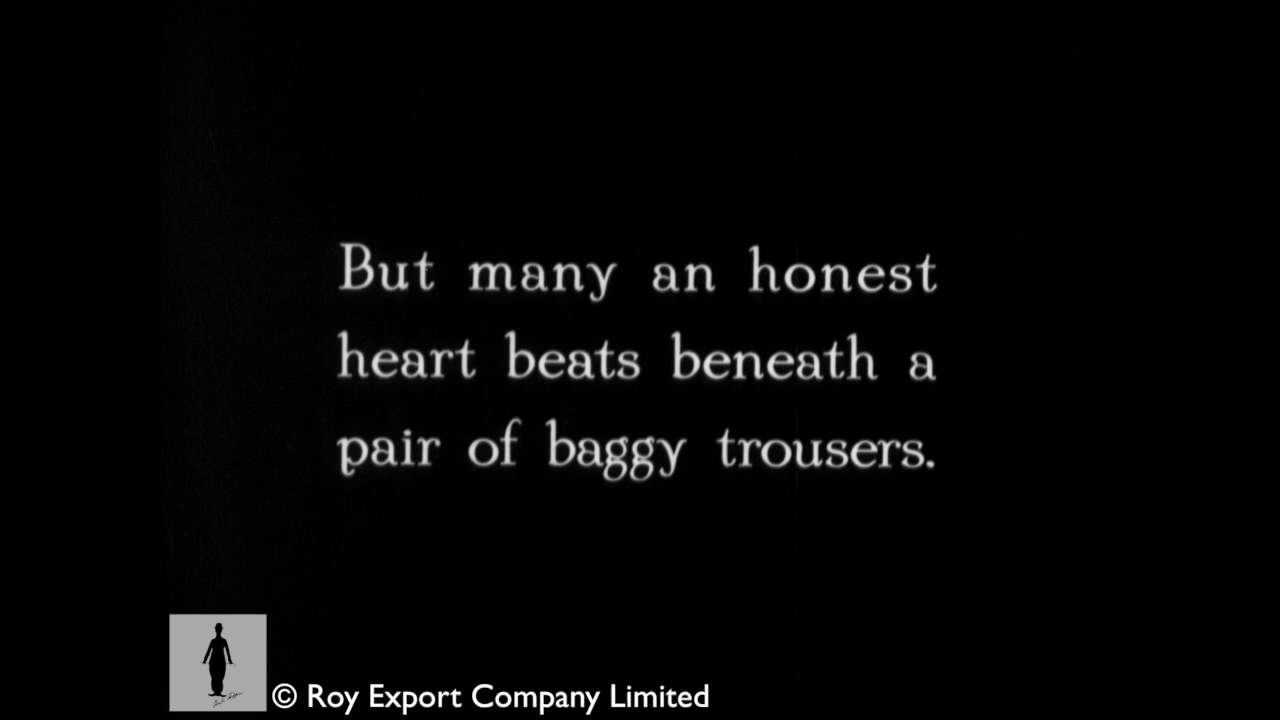 But many an honest
heart beats beneath a
pair of baggy trousers.
© Roy Export Company Limited